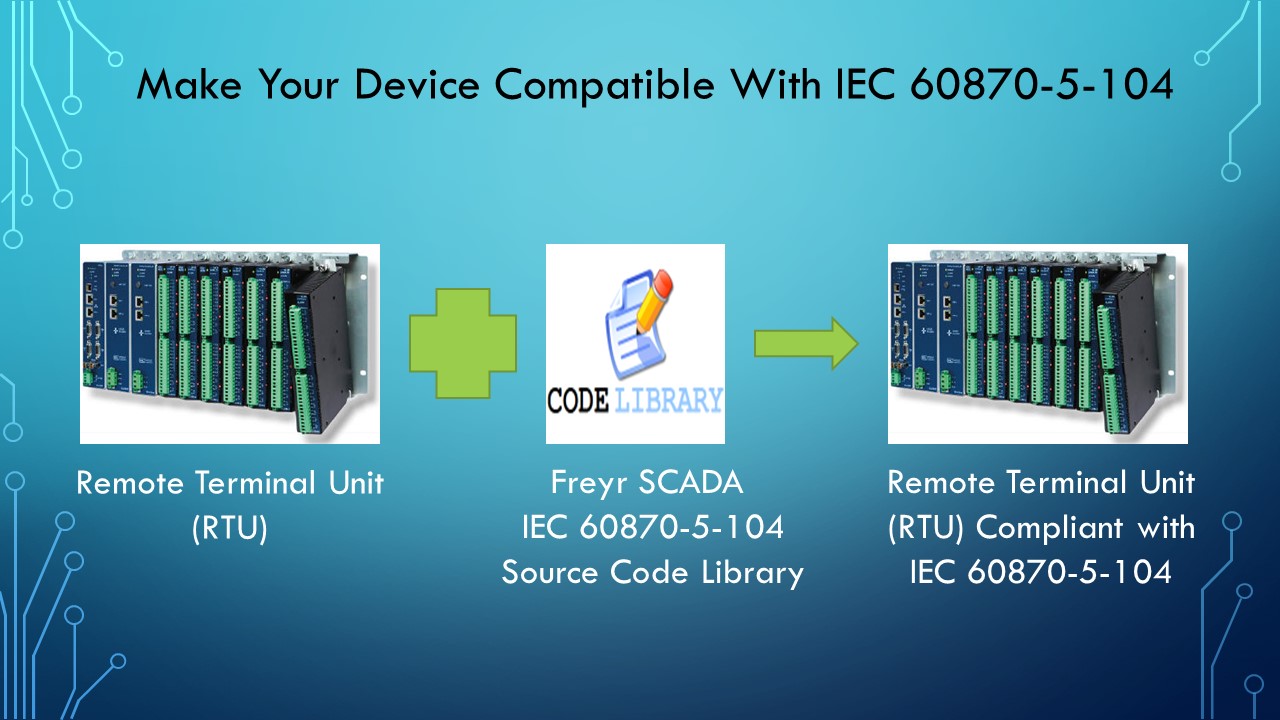 Make Your Device Compatible With IEC 60870-5-104
CODE LIBRARY
Remote Terminal Unit
(RTU)
Freyr SCADA
IEC 60870-5-104
Source Code Library
Remote Terminal Unit
(RTU) Compliant with
IEC 60870-5-104